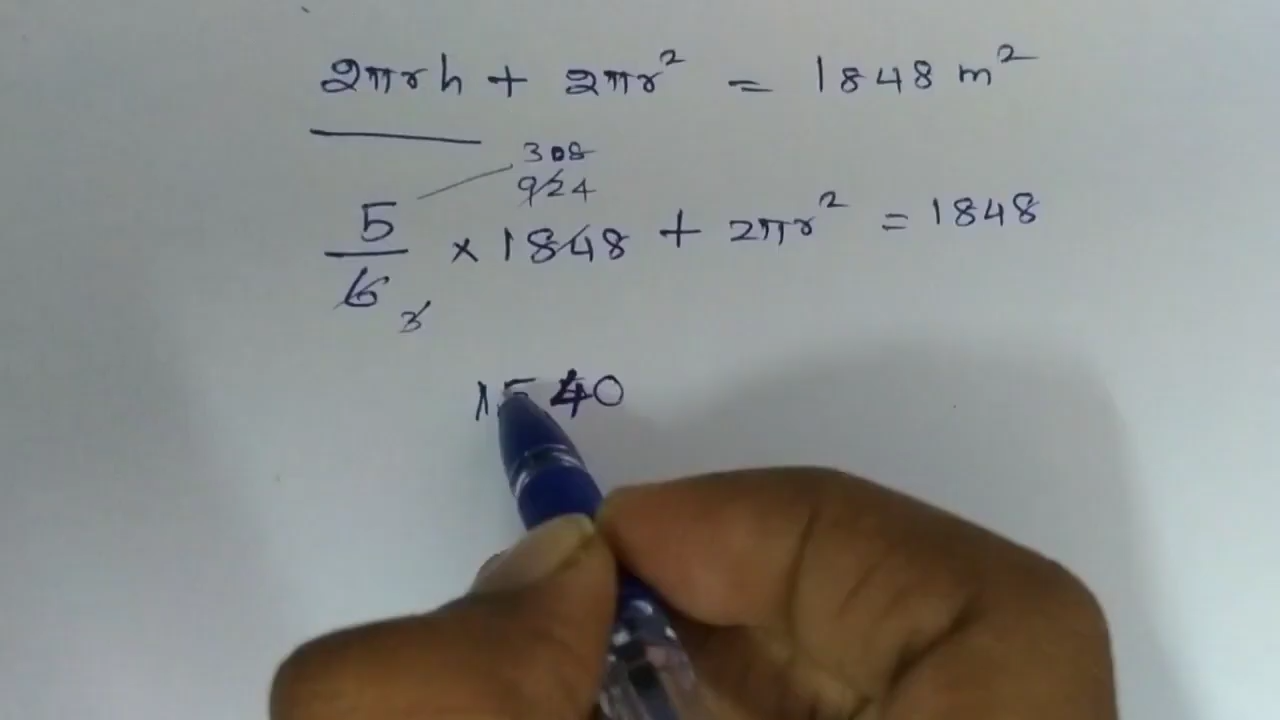 2πrh + 2πr² = 1848 m²
308
924
5/6 × 1848 + 2πr² = 1848
3
1540